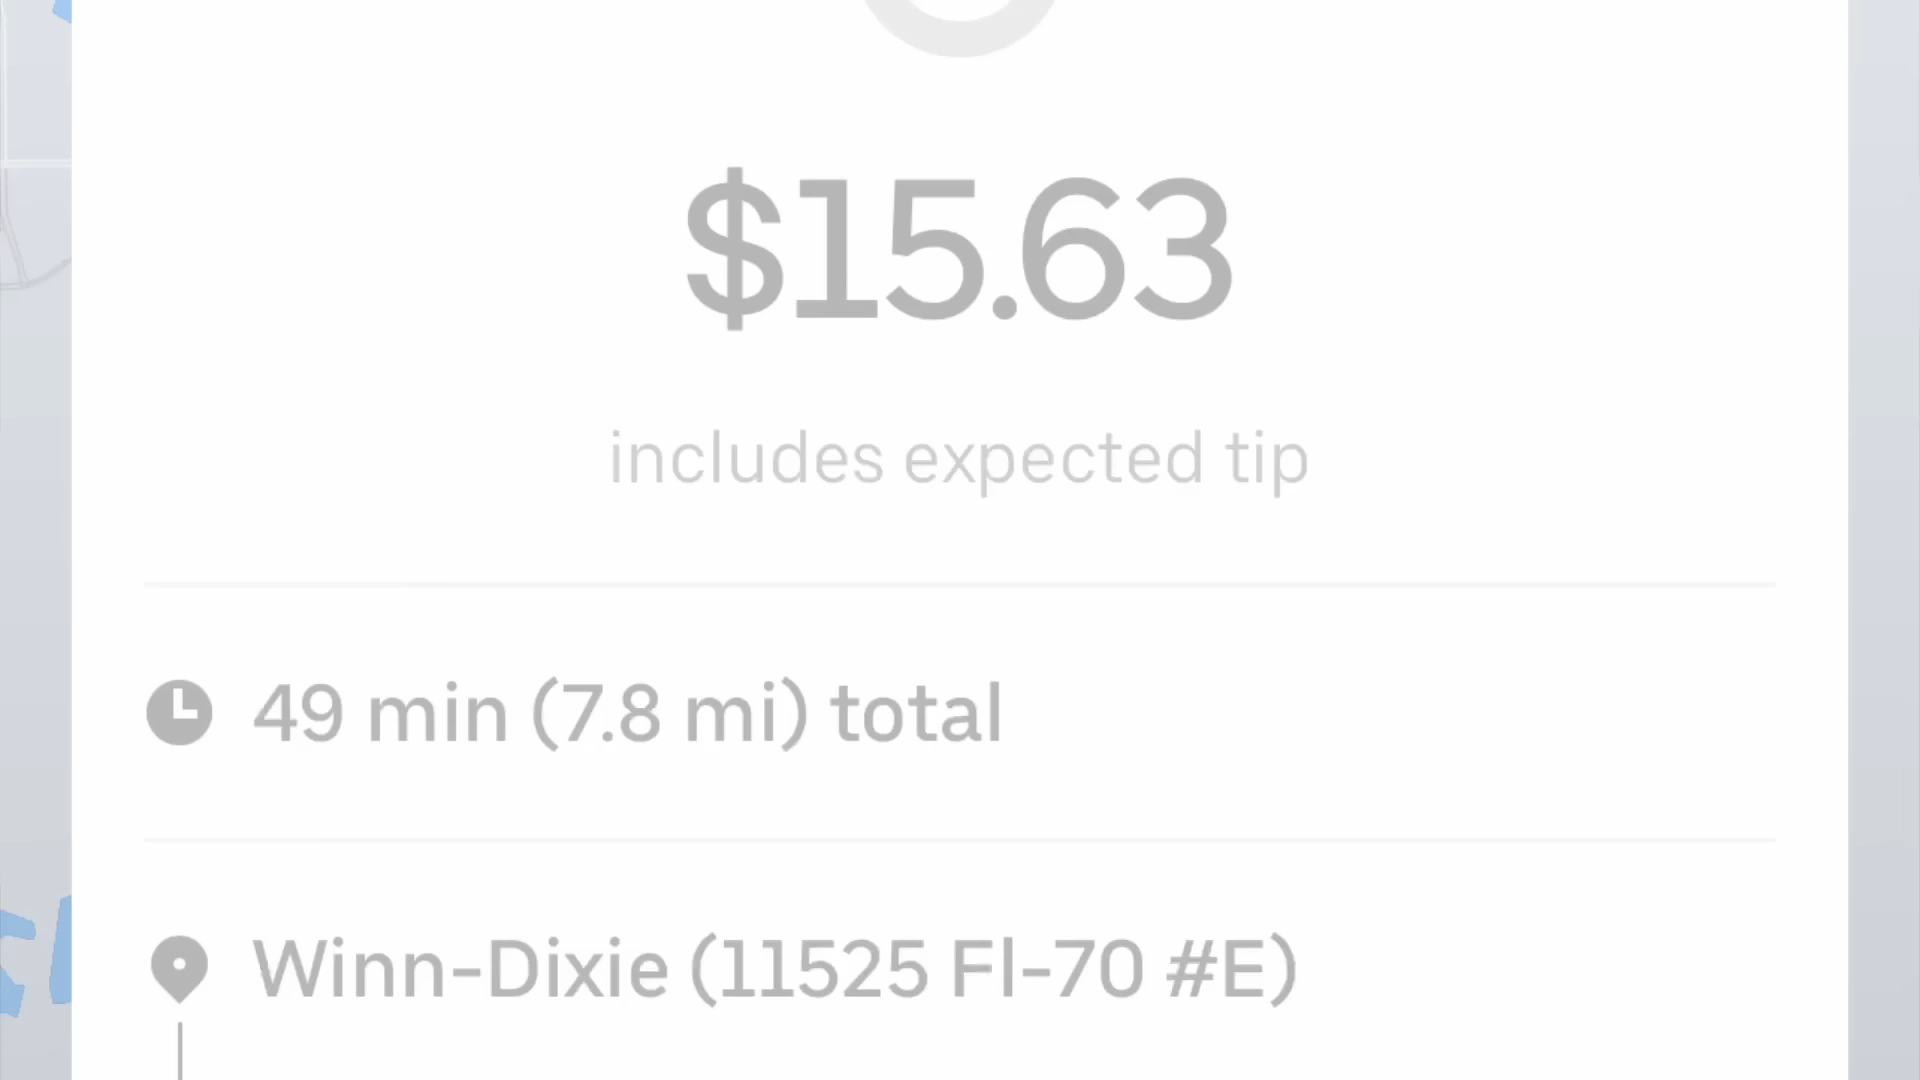 $15.63
includes expected tip
49 min (7.8 mi) total
Winn-Dixie (11525 Fl-70 #E)